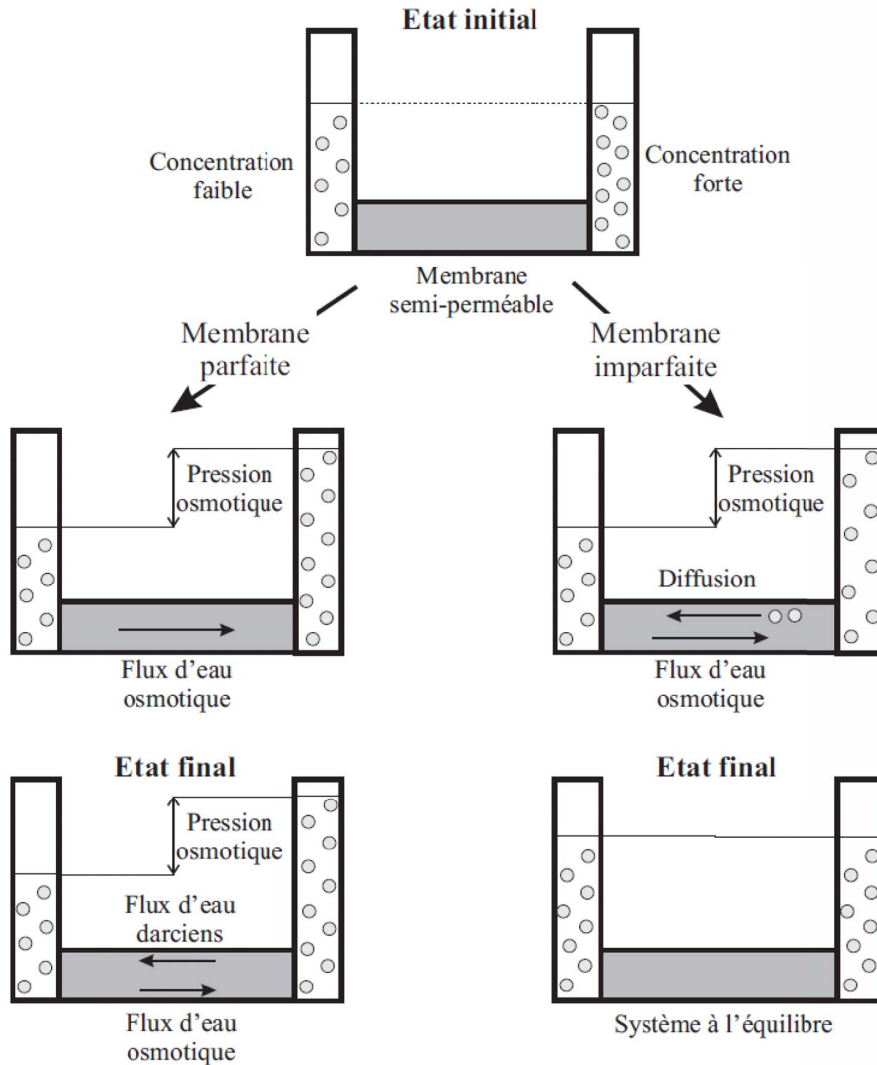 Etat initial
Concentration
faible
Concentration
forte
Membrane
semi-perméable
Membrane
parfaite
Membrane
imparfaite
Pression
osmotique
Flux d'eau
osmotique
Pression
osmotique
Diffusion
Flux d'eau
osmotique
Etat final
Pression
osmotique
Flux d'eau
darciens
Flux d'eau
osmotique
Etat final
Système à l'équilibre